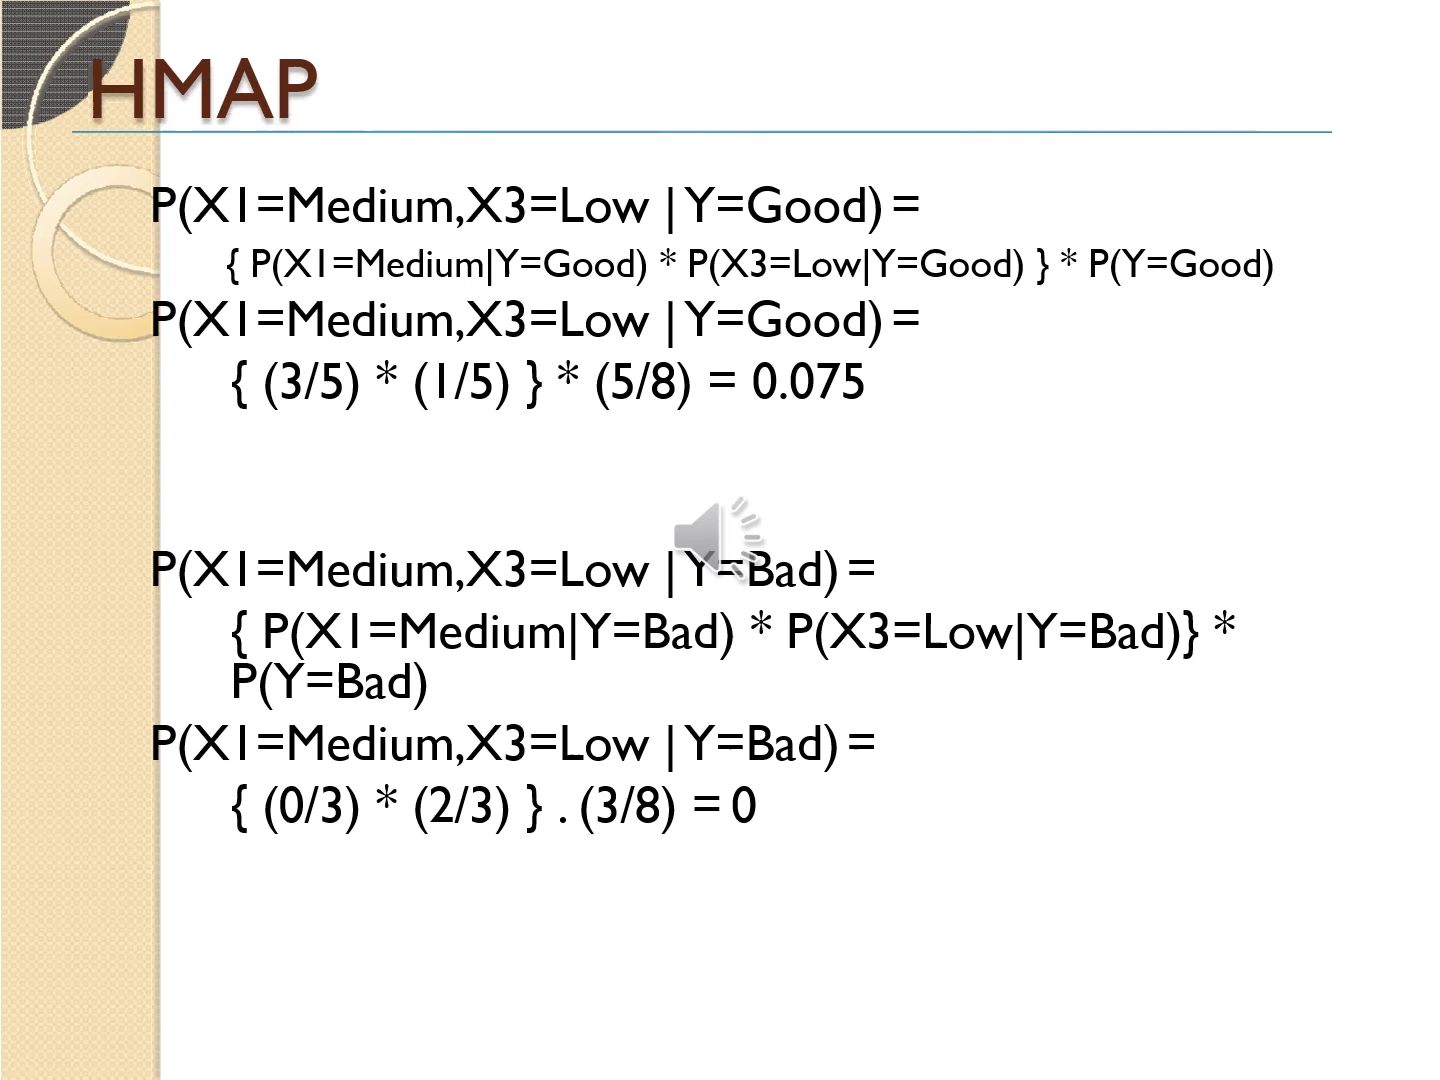 HMAP
P(X1=Medium,X3=Low | Y=Good) =
{ P(X1=Medium|Y=Good) * P(X3=Low|Y=Good) } * P(Y=Good)
P(X1=Medium,X3=Low | Y=Good) =
{ (3/5) * (1/5) } * (5/8) = 0.075
P(X1=Medium,X3=Low | Y=Bad) =
{ P(X1=Medium|Y=Bad) * P(X3=Low|Y=Bad)} *
P(Y=Bad)
P(X1=Medium,X3=Low | Y=Bad) =
{ (0/3) * (2/3) } . (3/8) = 0